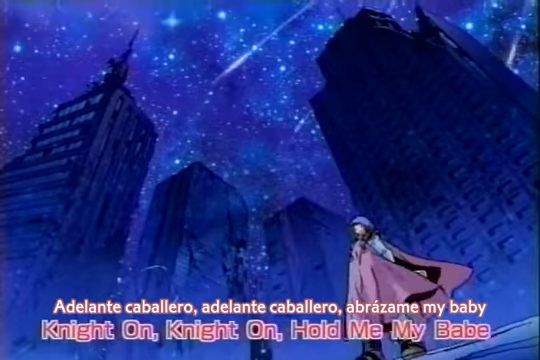 Adelante caballero, adelante caballero, abrázame my baby
Knight On, Knight On, Hold Me My Babe